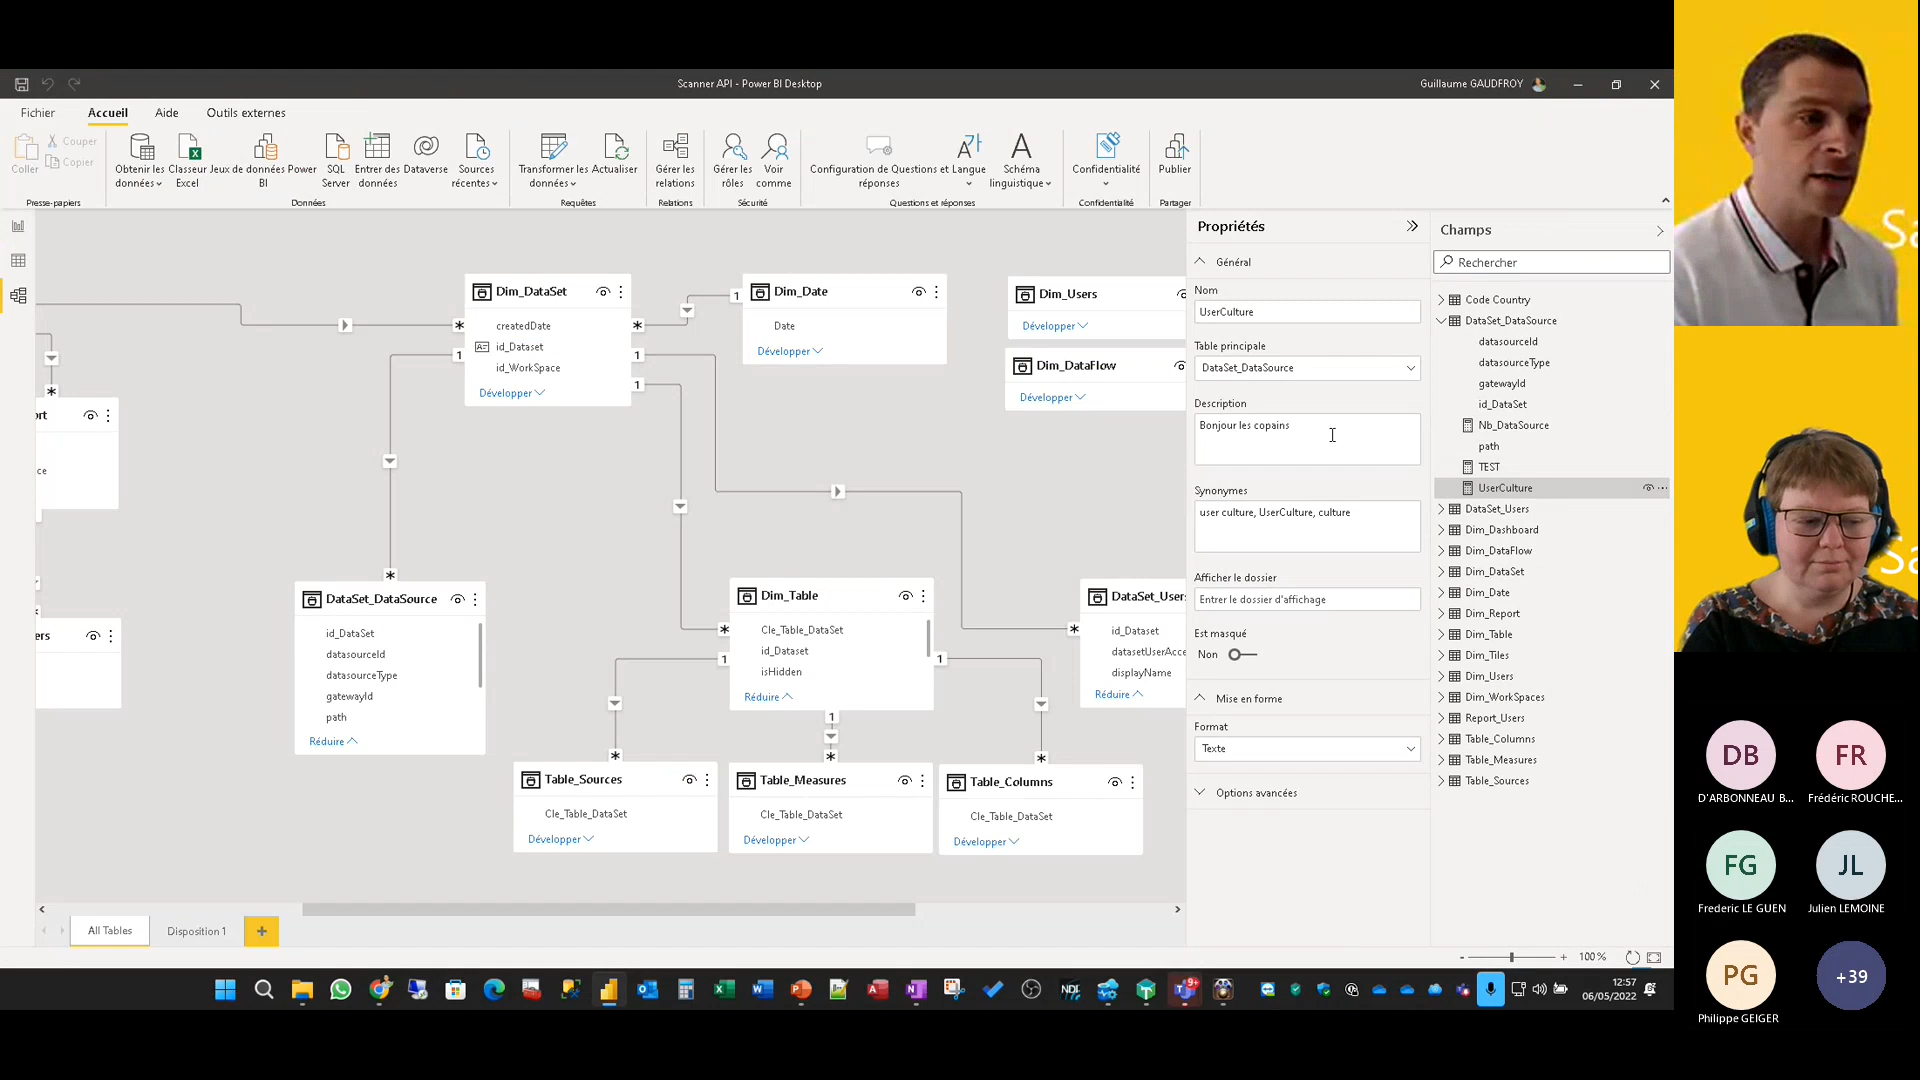 Scanner API - Power BI Desktop
Guillaume GAUDFROY
Fichier
Accueil
Aide
Outils externes
Coller
Couper
Copier
Presse-papiers
Obtenir les données
Classeur Excel
Jeux de données Power BI
SQL Server
Entrer des données
Dataverse
Sources récentes
Données
Transformer les données
Actualiser
Requêtes
Gérer les relations
Relations
Gérer les rôles
Voir comme
Sécurité
Configuration de Questions et réponses
Langue
Schéma linguistique
Questions et réponses
Confidentialité
Confidentialité
Publier
Partager
Dim_DataSet
createdDate
id_Dataset
id_WorkSpace
Développer
Dim_Date
Date
Développer
Dim_Users
Développer
Dim_DataFlow
Développer
DataSet_DataSource
id_DataSet
datasourceId
datasourceType
gatewayId
path
Réduire
Dim_Table
Cle_Table_DataSet
id_Dataset
isHidden
Réduire
DataSet_Users
id_Dataset
datasetUserAcce
displayName
Réduire
Table_Sources
Cle_Table_DataSet
Développer
Table_Measures
Cle_Table_DataSet
Développer
Table_Columns
Cle_Table_DataSet
Développer
All Tables
Disposition 1
Propriétés
Général
Nom
UserCulture
Table principale
DataSet_DataSource
Description
Bonjour les copains
Synonymes
user culture, UserCulture, culture
Afficher le dossier
Entrer le dossier d'affichage
Est masqué
Non
Mise en forme
Format
Texte
Options avancées
Champs
Rechercher
Code Country
DataSet_DataSource
datasourceId
datasourceType
gatewayId
id_DataSet
Nb_DataSource
path
TEST
UserCulture
DataSet_Users
Dim_Dashboard
Dim_DataFlow
Dim_DataSet
Dim_Date
Dim_Report
Dim_Table
Dim_Tiles
Dim_Users
Dim_WorkSpaces
Report_Users
Table_Columns
Table_Measures
Table_Sources
100 %
12:57
06/05/2022
DB
D'ARBONNEAU B...
FR
Frédéric ROUCHE...
FG
Frederic LE GUEN
JL
Julien LEMOINE
PG
Philippe GEIGER
+39